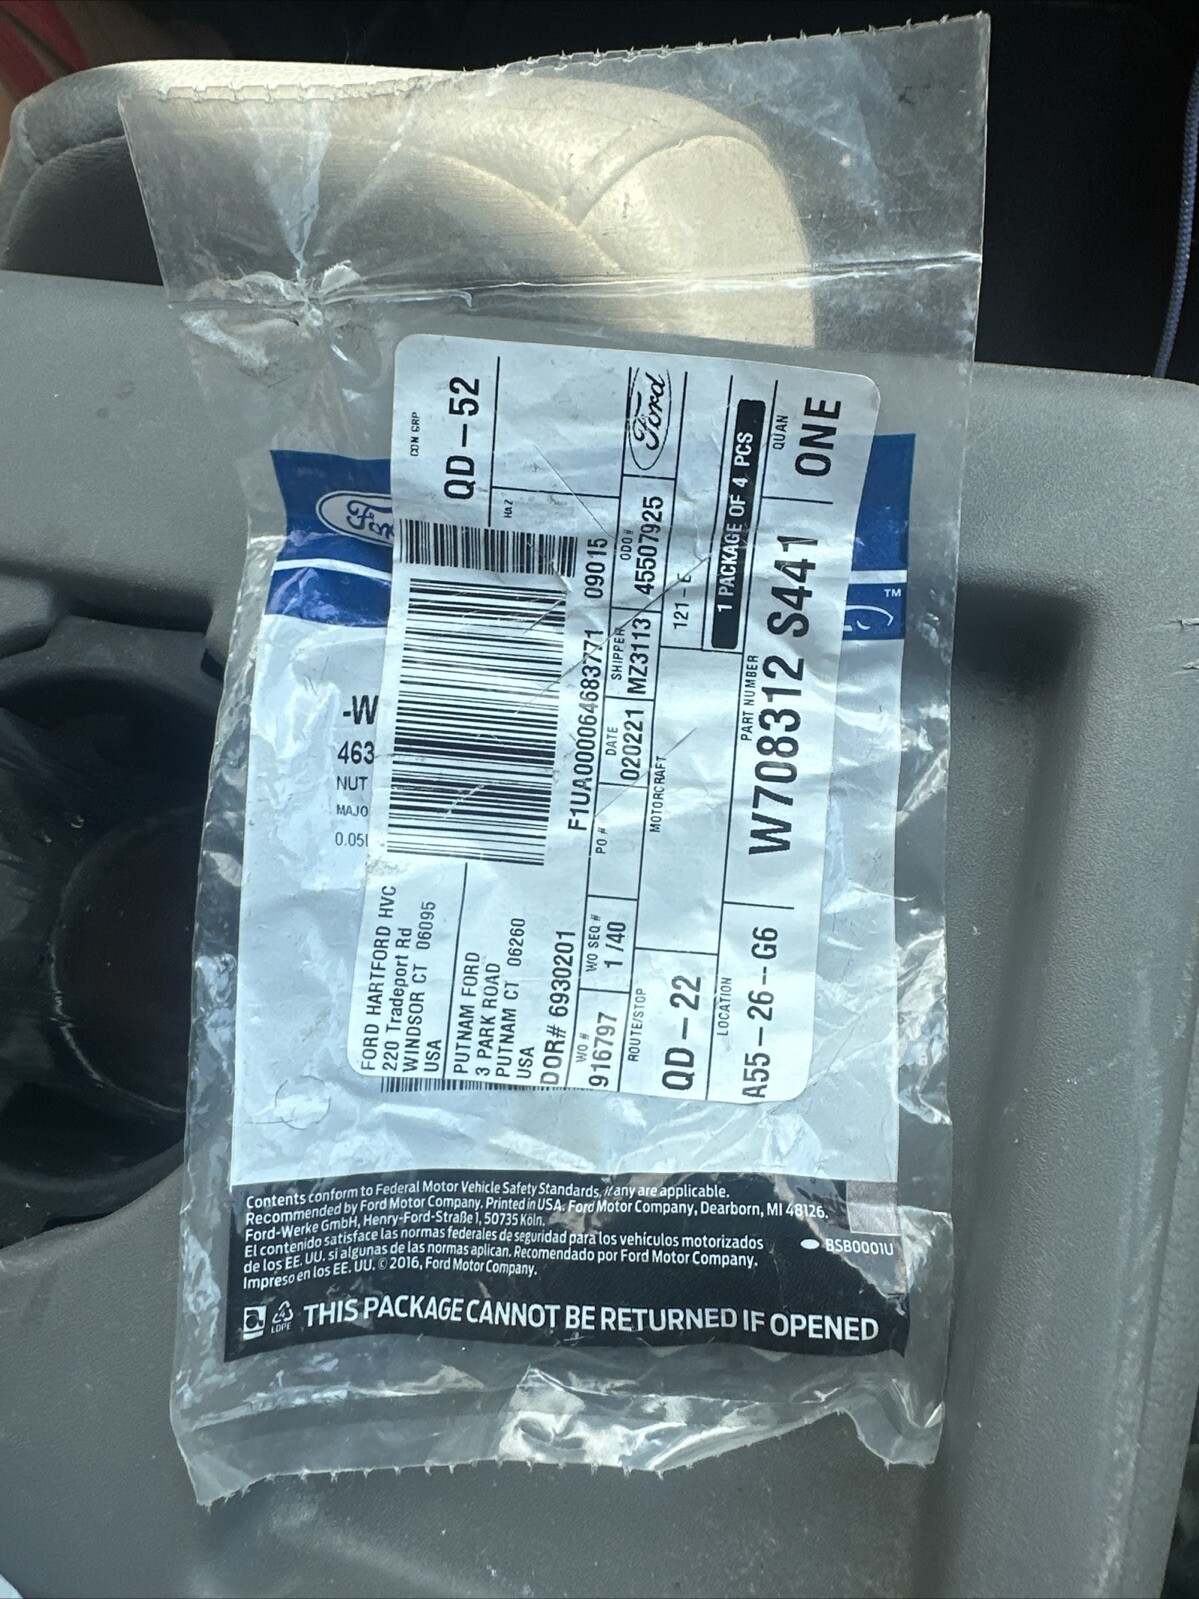 CON GRP
QD-52
HAZ
F1UA0000064683771 09015
FORD HARTFORD HVC
220 Tradeport Rd
WINDSOR CT 06095
USA
PUTNAM FORD
3 PARK ROAD
PUTNAM CT 06260
USA
DOR# 6930201
WO #
916797
WO SEQ #
1/40
PO #
DATE
020221
SHIPPER
MZ3113
ODO #
45507925
Ford
ROUTE/STOP
QD-22
MOTORCRAFT
121-
1 PACKAGE OF 4 PCS
LOCATION
A55-26--G6
PART NUMBER
W708312 S441
QUAN
ONE
-W
463
NUT
MAJO
0.05
TM
Contents conform to Federal Motor Vehicle Safety Standards, if any are applicable.
Recommended by Ford Motor Company. Printed in USA. Ford Motor Company, Dearborn, MI 48126.
Ford-Werke GmbH, Henry-Ford-Straße 1, 50735 Köln.
El contenido satisface las normas federales de seguridad para los vehículos motorizados
de los EE. UU. si algunas de las normas aplican. Recomendado por Ford Motor Company.
Impreso en los EE. UU. © 2016, Ford Motor Company.
BSB0001U
4
LDPE
THIS PACKAGE CANNOT BE RETURNED IF OPENED